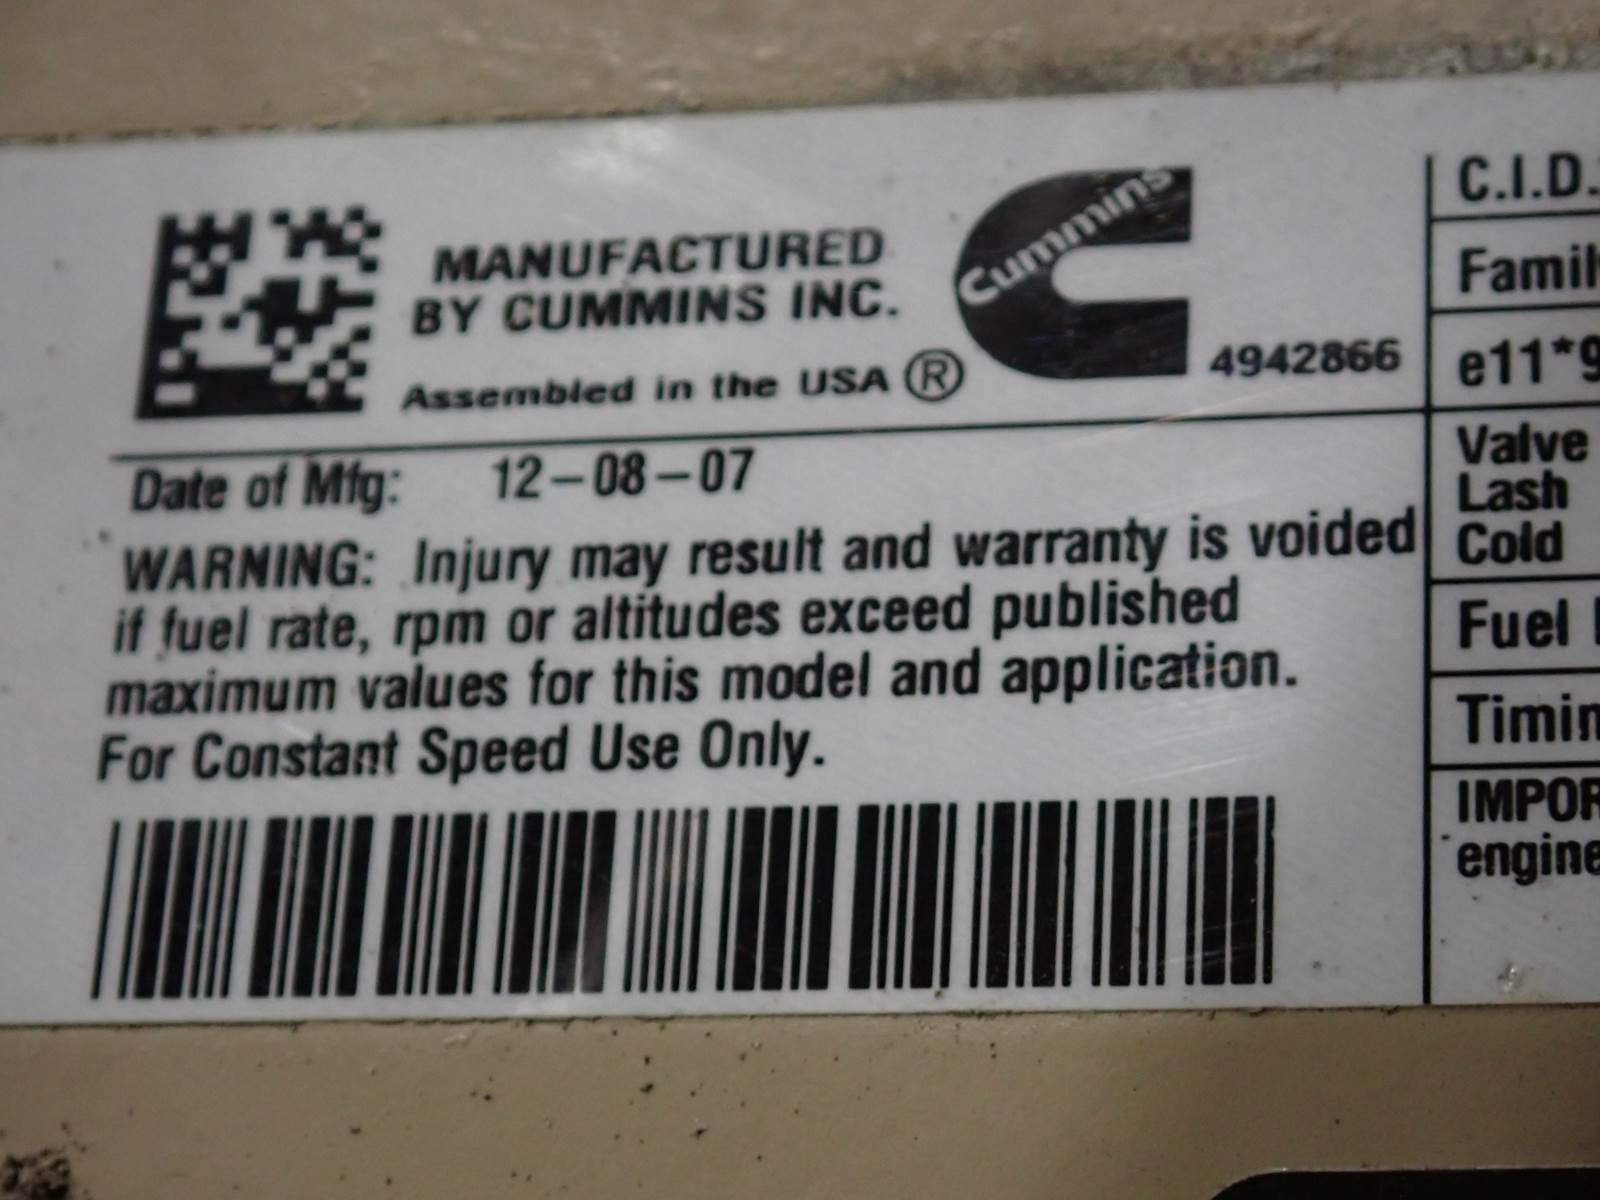 MANUFACTURED
BY CUMMINS INC.
Assembled in the USA ®
Cummins
4942866
Date of Mfg: 12-08-07
WARNING: Injury may result and warranty is voided
if fuel rate, rpm or altitudes exceed published
maximum values for this model and application.
For Constant Speed Use Only.
C.I.D.
Family
e11*9
Valve
Lash
Cold
Fuel
Timin
IMPOR
engine